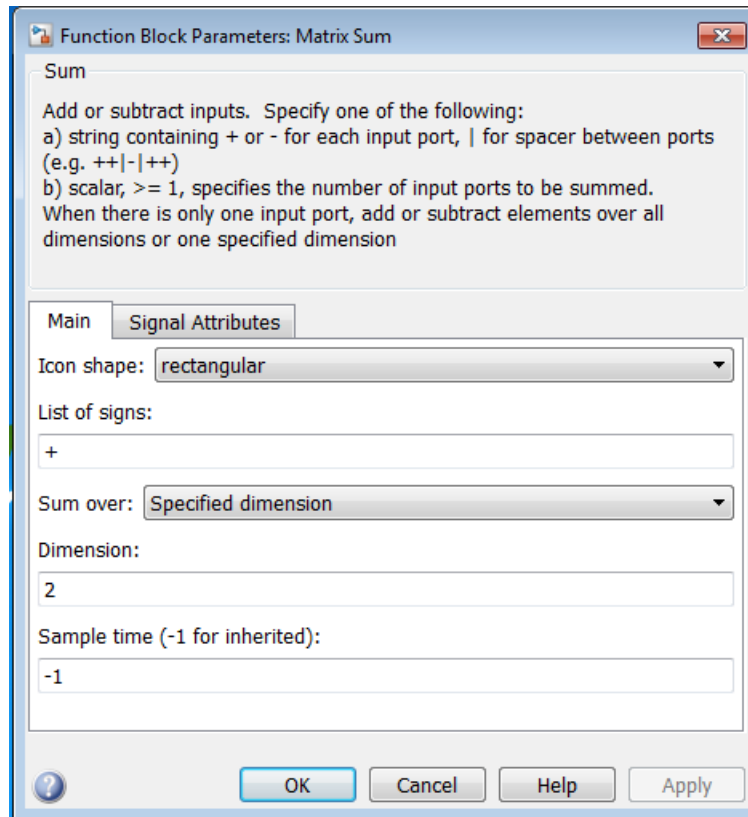 Function Block Parameters: Matrix Sum
Sum
Add or subtract inputs.  Specify one of the following:
a) string containing + or - for each input port, | for spacer between ports
(e.g. ++|-|++)
b) scalar, >= 1, specifies the number of input ports to be summed.
When there is only one input port, add or subtract elements over all
dimensions or one specified dimension
Main
Signal Attributes
Icon shape: rectangular
List of signs:
+
Sum over: Specified dimension
Dimension:
2
Sample time (-1 for inherited):
-1
? OK Cancel Help Apply